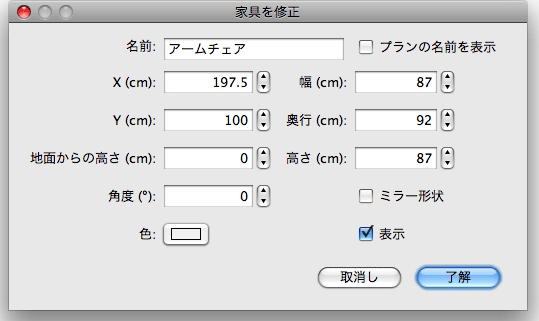 家具を修正
名前: アームチェア プランの名前を表示
X (cm): 197.5 幅 (cm): 87
Y (cm): 100 奥行 (cm): 92
地面からの高さ (cm): 0 高さ (cm): 87
角度 (°): 0 ミラー形状
色: 表示
取消し 了解